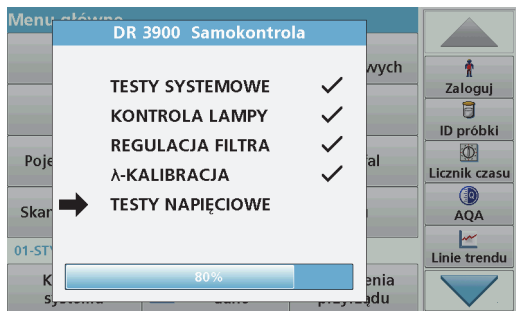 Menu główne
DR 3900 Samokontrola
TESTY SYSTEMOWE
KONTROLA LAMPY
REGULACJA FILTRA
λ-KALIBRACJA
TESTY NAPIĘCIOWE
80%
Zaloguj
ID próbki
Licznik czasu
AQA
Linie trendu